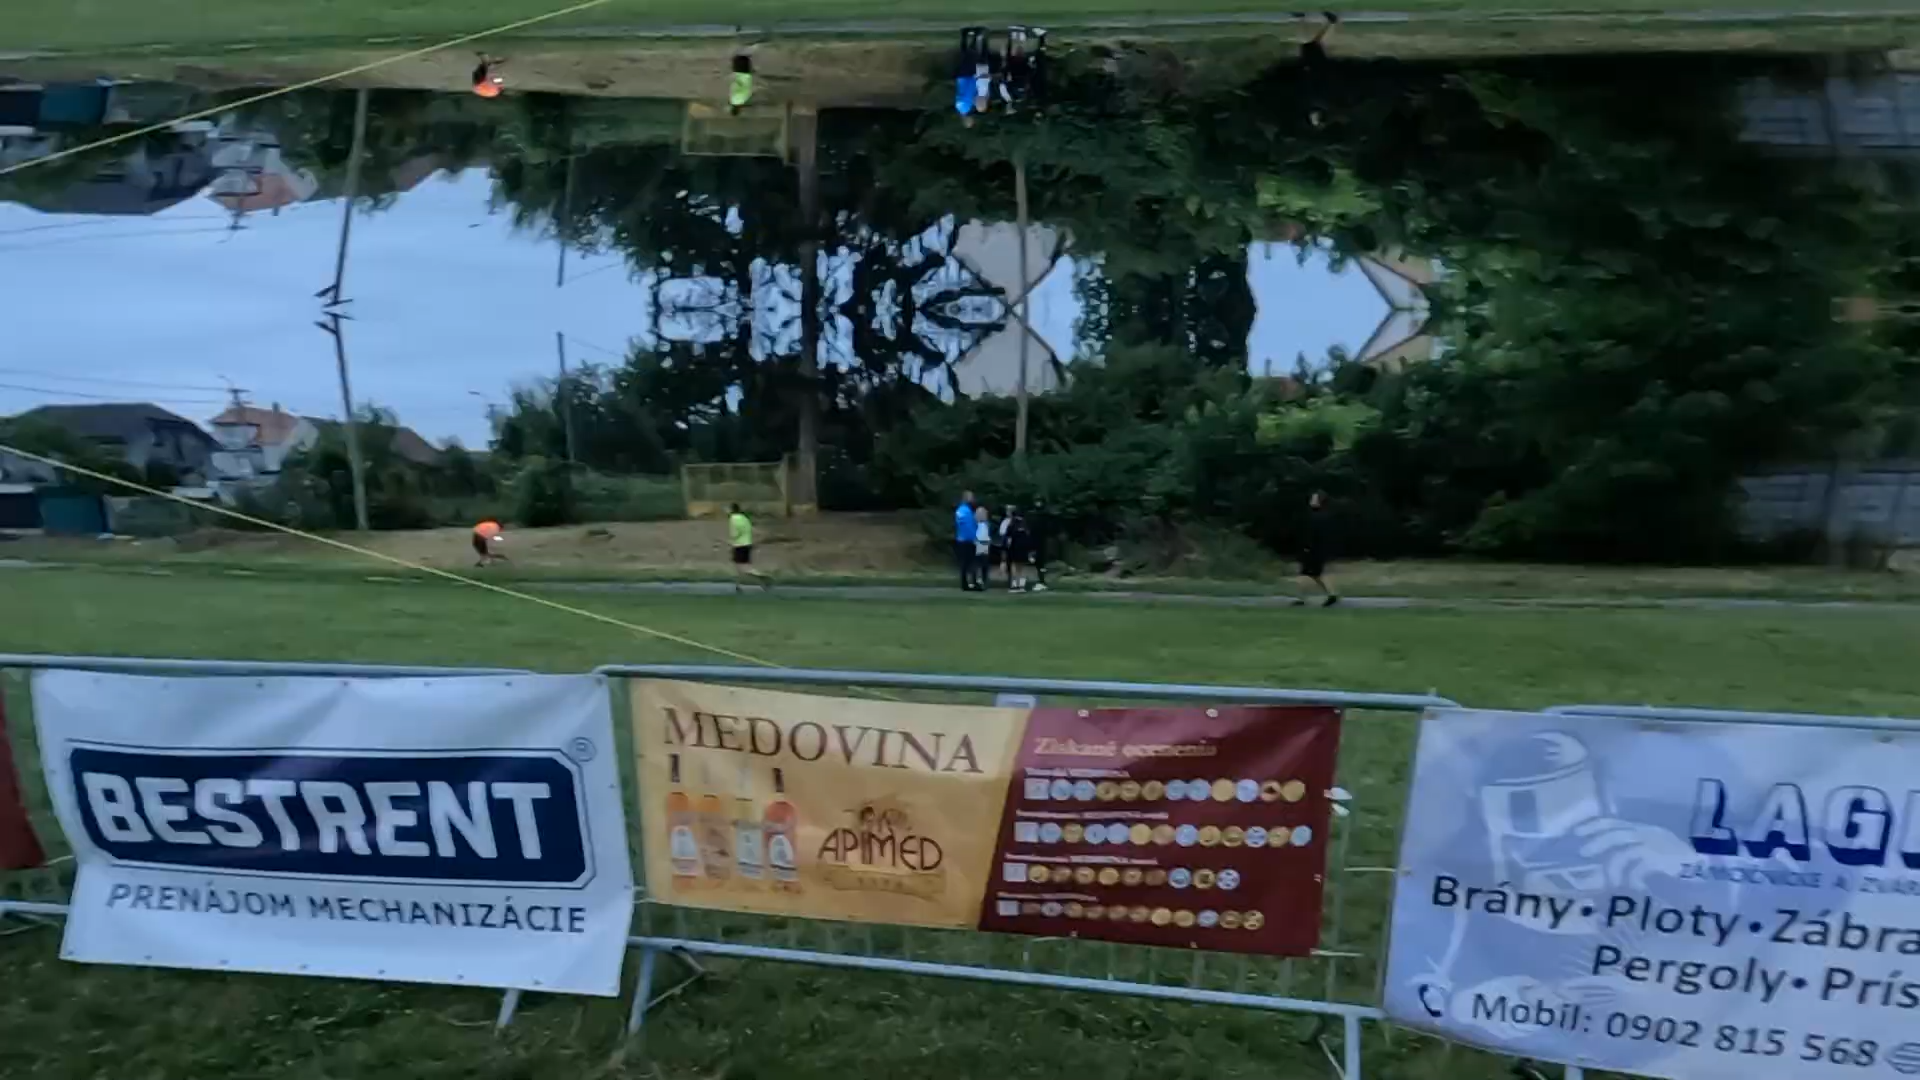 BESTRENT®
PRENÁJOM MECHANIZÁCIE
MEDOVINA
APIMED
Získané ocenenia
LAG
Brány • Ploty • Zábra
Pergoly • Prís
Mobil: 0902 815 568